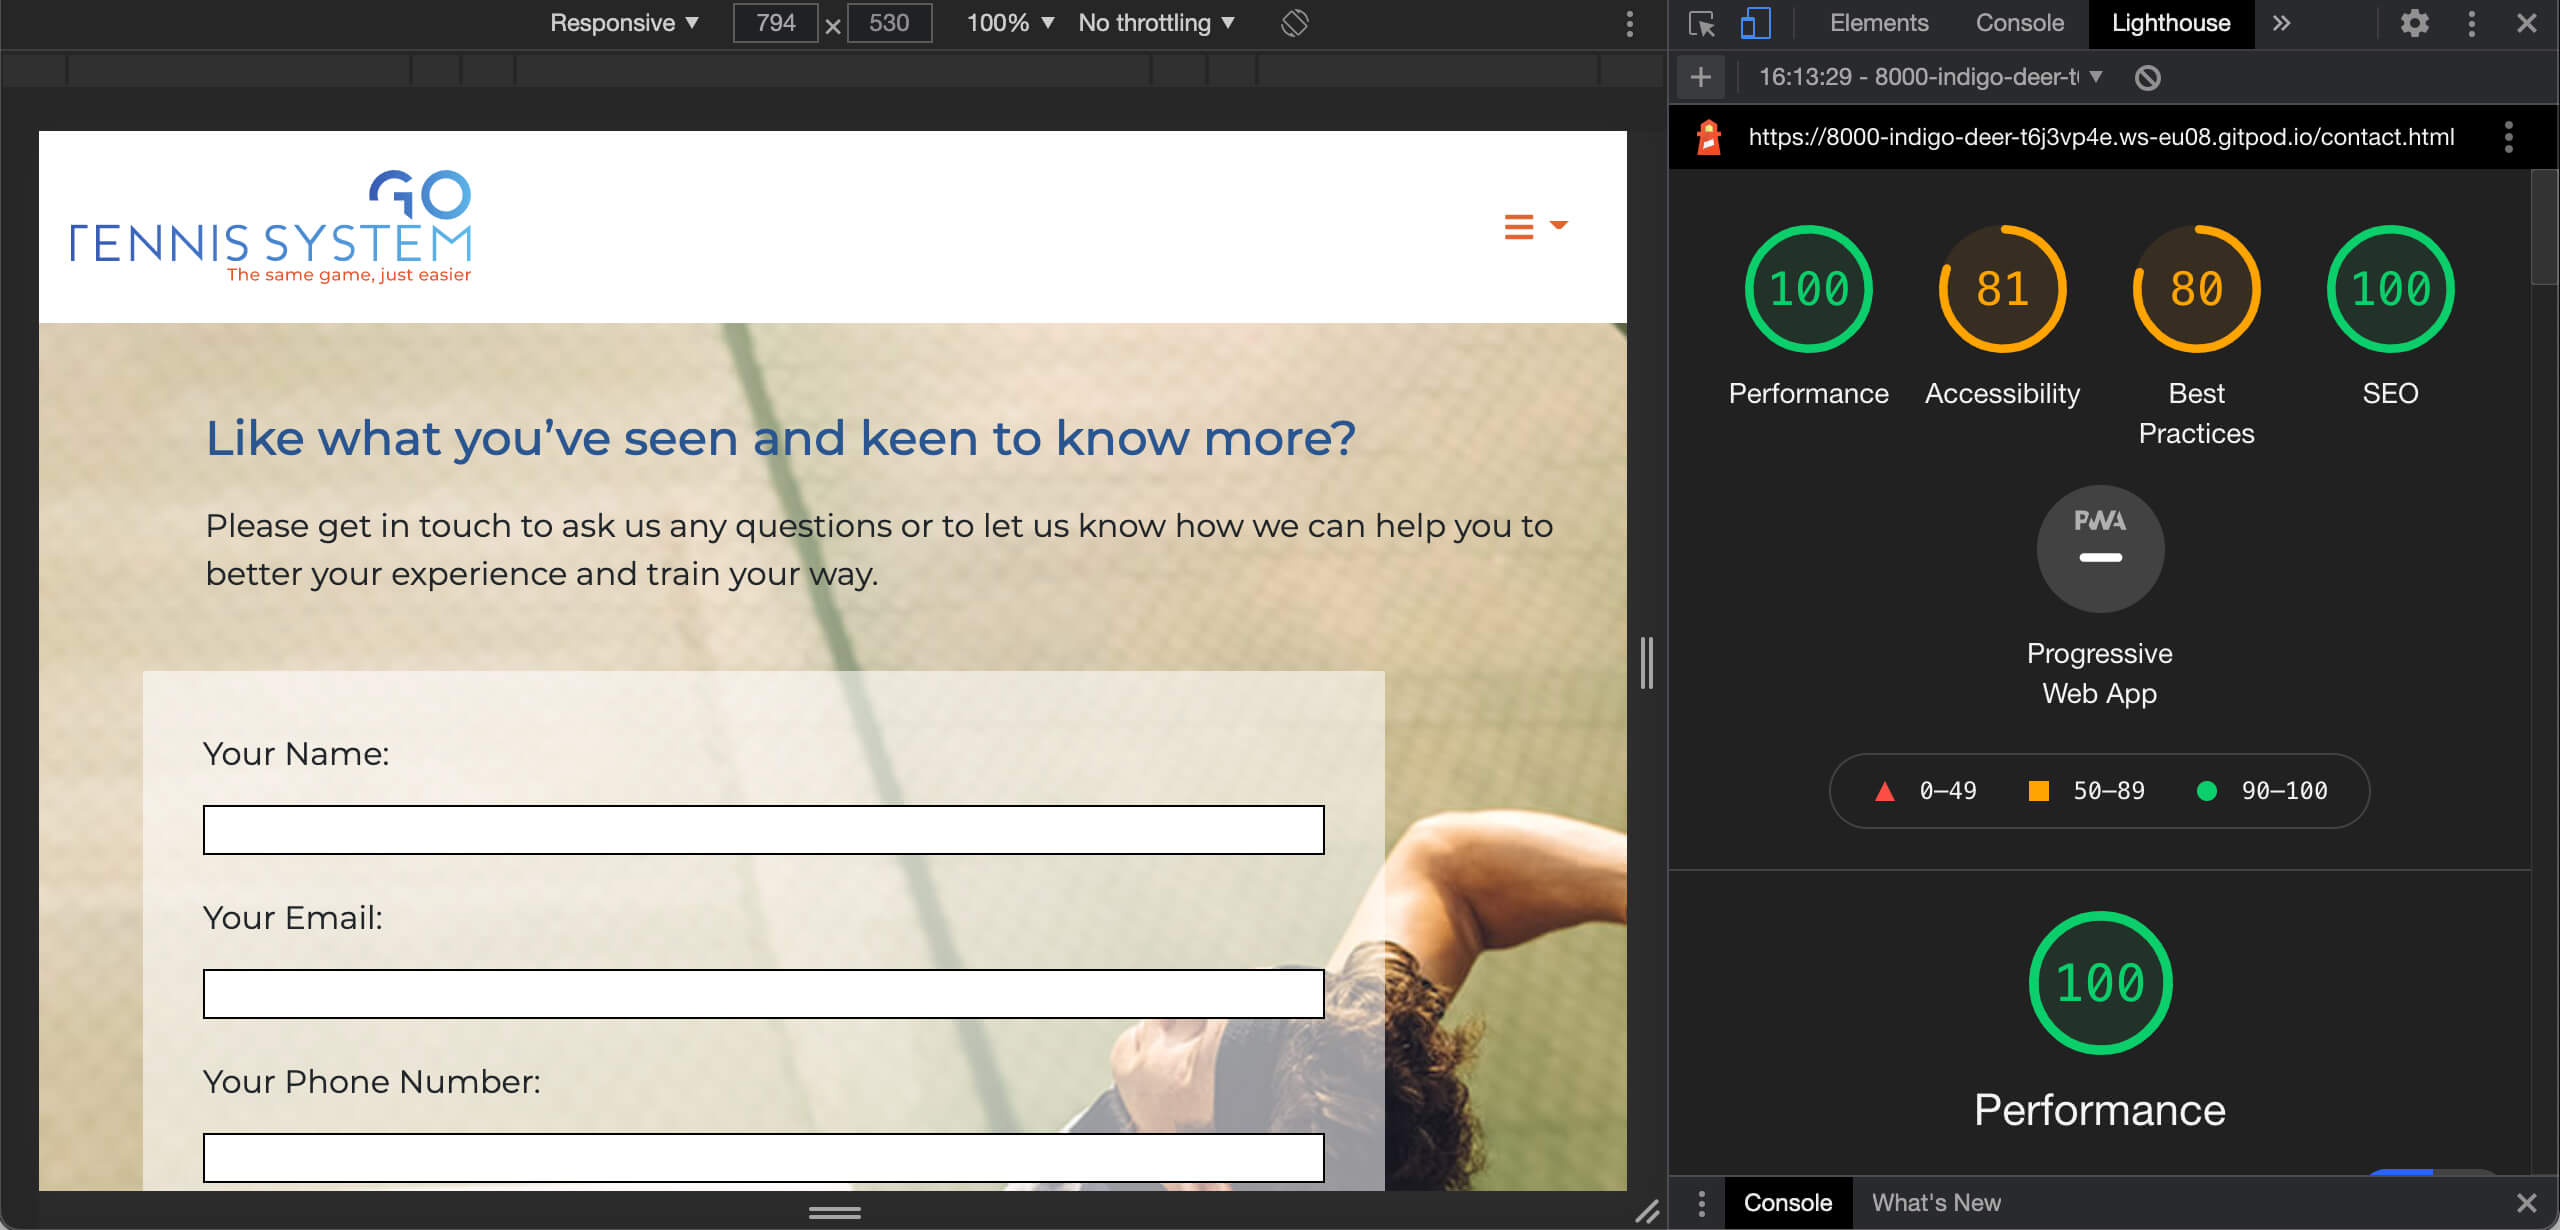 Responsive ▼ 794 × 530 100% ▼ No throttling ▼
Elements Console Lighthouse »
16:13:29 - 8000-indigo-deer-t
https://8000-indigo-deer-t6j3vp4e.ws-eu08.gitpod.io/contact.html
GO
TENNIS SYSTEM
The same game, just easier
Like what you’ve seen and keen to know more?
Please get in touch to ask us any questions or to let us know how we can help you to
better your experience and train your way.
Your Name:
Your Email:
Your Phone Number:
100 81 80 100
Performance Accessibility Best SEO
Practices
PWA
Progressive
Web App
0–49 50–89 90–100
100
Performance
Console What's New